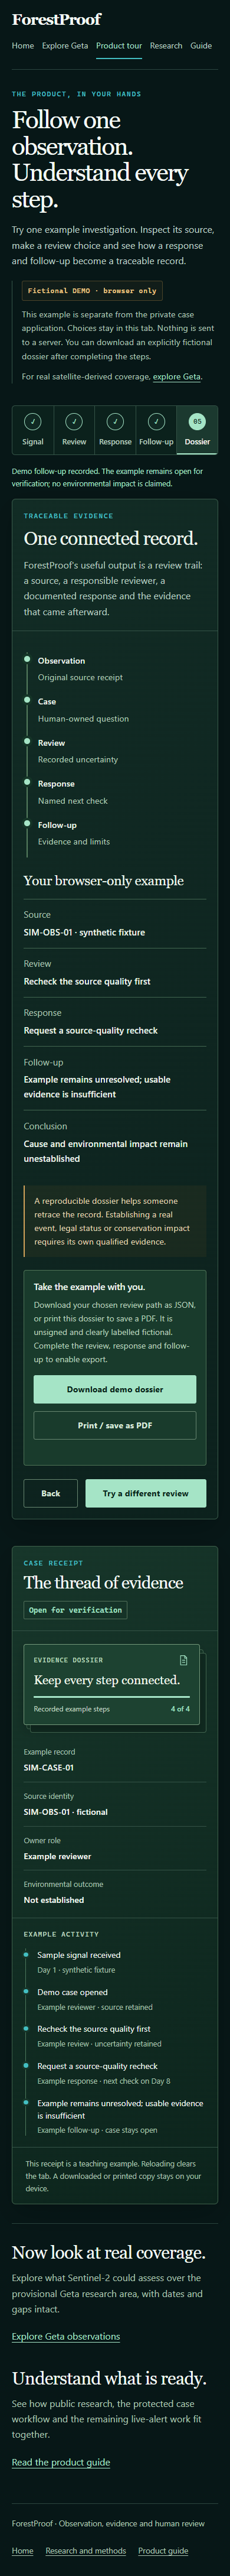 ForestProof
Home Explore Geta Product tour Research Guide
THE PRODUCT, IN YOUR HANDS
Follow one
observation.
Understand every
step.
Try one example investigation. Inspect its source,
make a review choice and see how a response
and follow-up become a traceable record.
Fictional DEMO · browser only
This example is separate from the private case
application. Choices stay in this tab. Nothing is sent
to a server. You can download an explicitly fictional
dossier after completing the steps.
For real satellite-derived coverage, explore Geta.
✓ ✓ ✓ ✓ 05
Signal Review Response Follow-up Dossier
Demo follow-up recorded. The example remains open for
verification; no environmental impact is claimed.
TRACEABLE EVIDENCE
One connected record.
ForestProof's useful output is a review trail:
a source, a responsible reviewer, a
documented response and the evidence
that came afterward.
Observation
Original source receipt
Case
Human-owned question
Review
Recorded uncertainty
Response
Named next check
Follow-up
Evidence and limits
Your browser-only example
Source
SIM-OBS-01 · synthetic fixture
Review
Recheck the source quality first
Response
Request a source-quality recheck
Follow-up
Example remains unresolved; usable
evidence is insufficient
Conclusion
Cause and environmental impact remain
unestablished
A reproducible dossier helps someone
retrace the record. Establishing a real
event, legal status or conservation impact
requires its own qualified evidence.
Take the example with you.
Download your chosen review path as JSON,
or print this dossier to save a PDF. It is
unsigned and clearly labelled fictional.
Complete the review, response and follow-
up to enable export.
Download demo dossier
Print / save as PDF
Back
Try a different review
CASE RECEIPT
The thread of evidence
Open for verification
EVIDENCE DOSSIER
Keep every step connected.
Recorded example steps 4 of 4
Example record
SIM-CASE-01
Source identity
SIM-OBS-01 · fictional
Owner role
Example reviewer
Environmental outcome
Not established
EXAMPLE ACTIVITY
Sample signal received
Day 1 · synthetic fixture
Demo case opened
Example reviewer · source retained
Recheck the source quality first
Example review · uncertainty retained
Request a source-quality recheck
Example response · next check on Day 8
Example remains unresolved; usable evidence
is insufficient
Example follow-up · case stays open
This receipt is a teaching example. Reloading clears
the tab. A downloaded or printed copy stays on your
device.
Now look at real coverage.
Explore what Sentinel-2 could assess over the
provisional Geta research area, with dates and
gaps intact.
Explore Geta observations
Understand what is ready.
See how public research, the protected case
workflow and the remaining live-alert work fit
together.
Read the product guide
ForestProof · Observation, evidence and human review
Home Research and methods Product guide